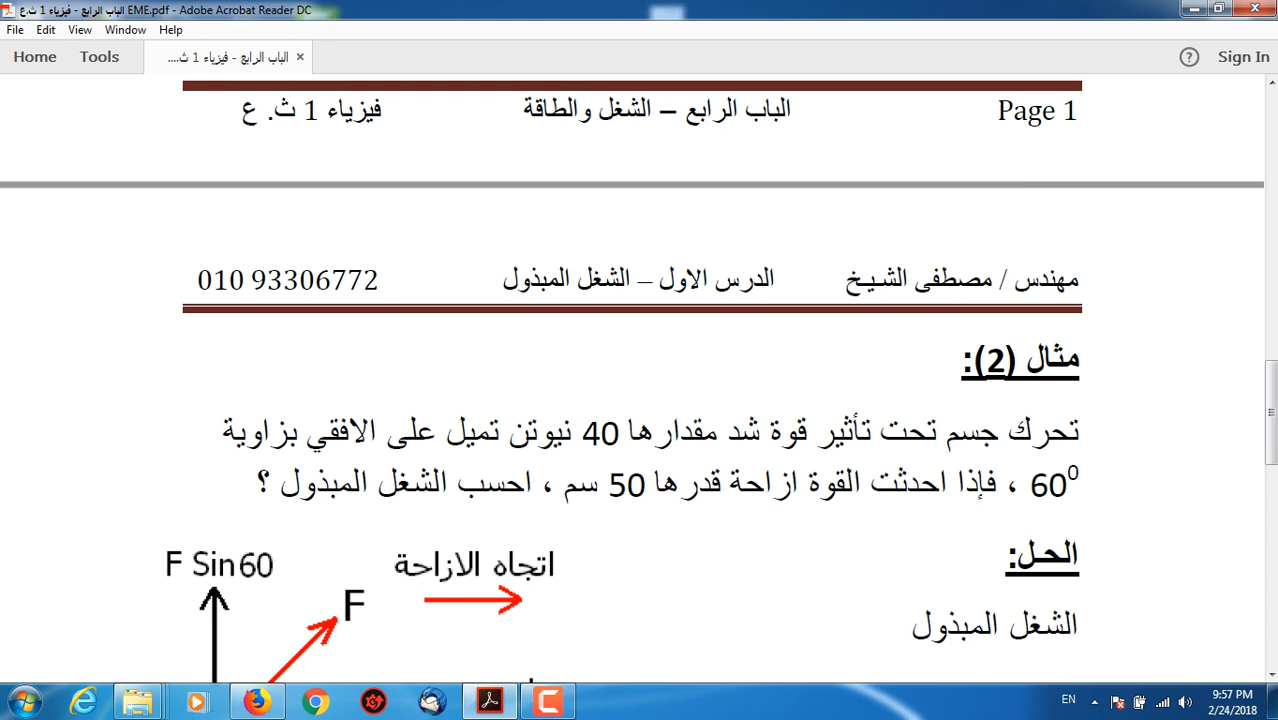 الباب الرابع - فيزياء 1 ث.ع EME.pdf - Adobe Acrobat Reader DC
File Edit View Window Help
Home Tools الباب الرابع - فيزياء 1 ث.... × ? Sign In
فيزياء 1 ث. ع الباب الرابع – الشغل والطاقة Page 1
مهندس / مصطفى الشيخ الدرس الاول – الشغل المبذول 010 93306772
مثال (2):
تحرك جسم تحت تأثير قوة شد مقدارها 40 نيوتن تميل على الافقي بزاوية
60⁰ ، فإذا احدثت القوة ازاحة قدرها 50 سم ، احسب الشغل المبذول ؟
الحل:
F Sin60 اتجاه الازاحة
F
الشغل المبذول
EN 9:57 PM
2/24/2018